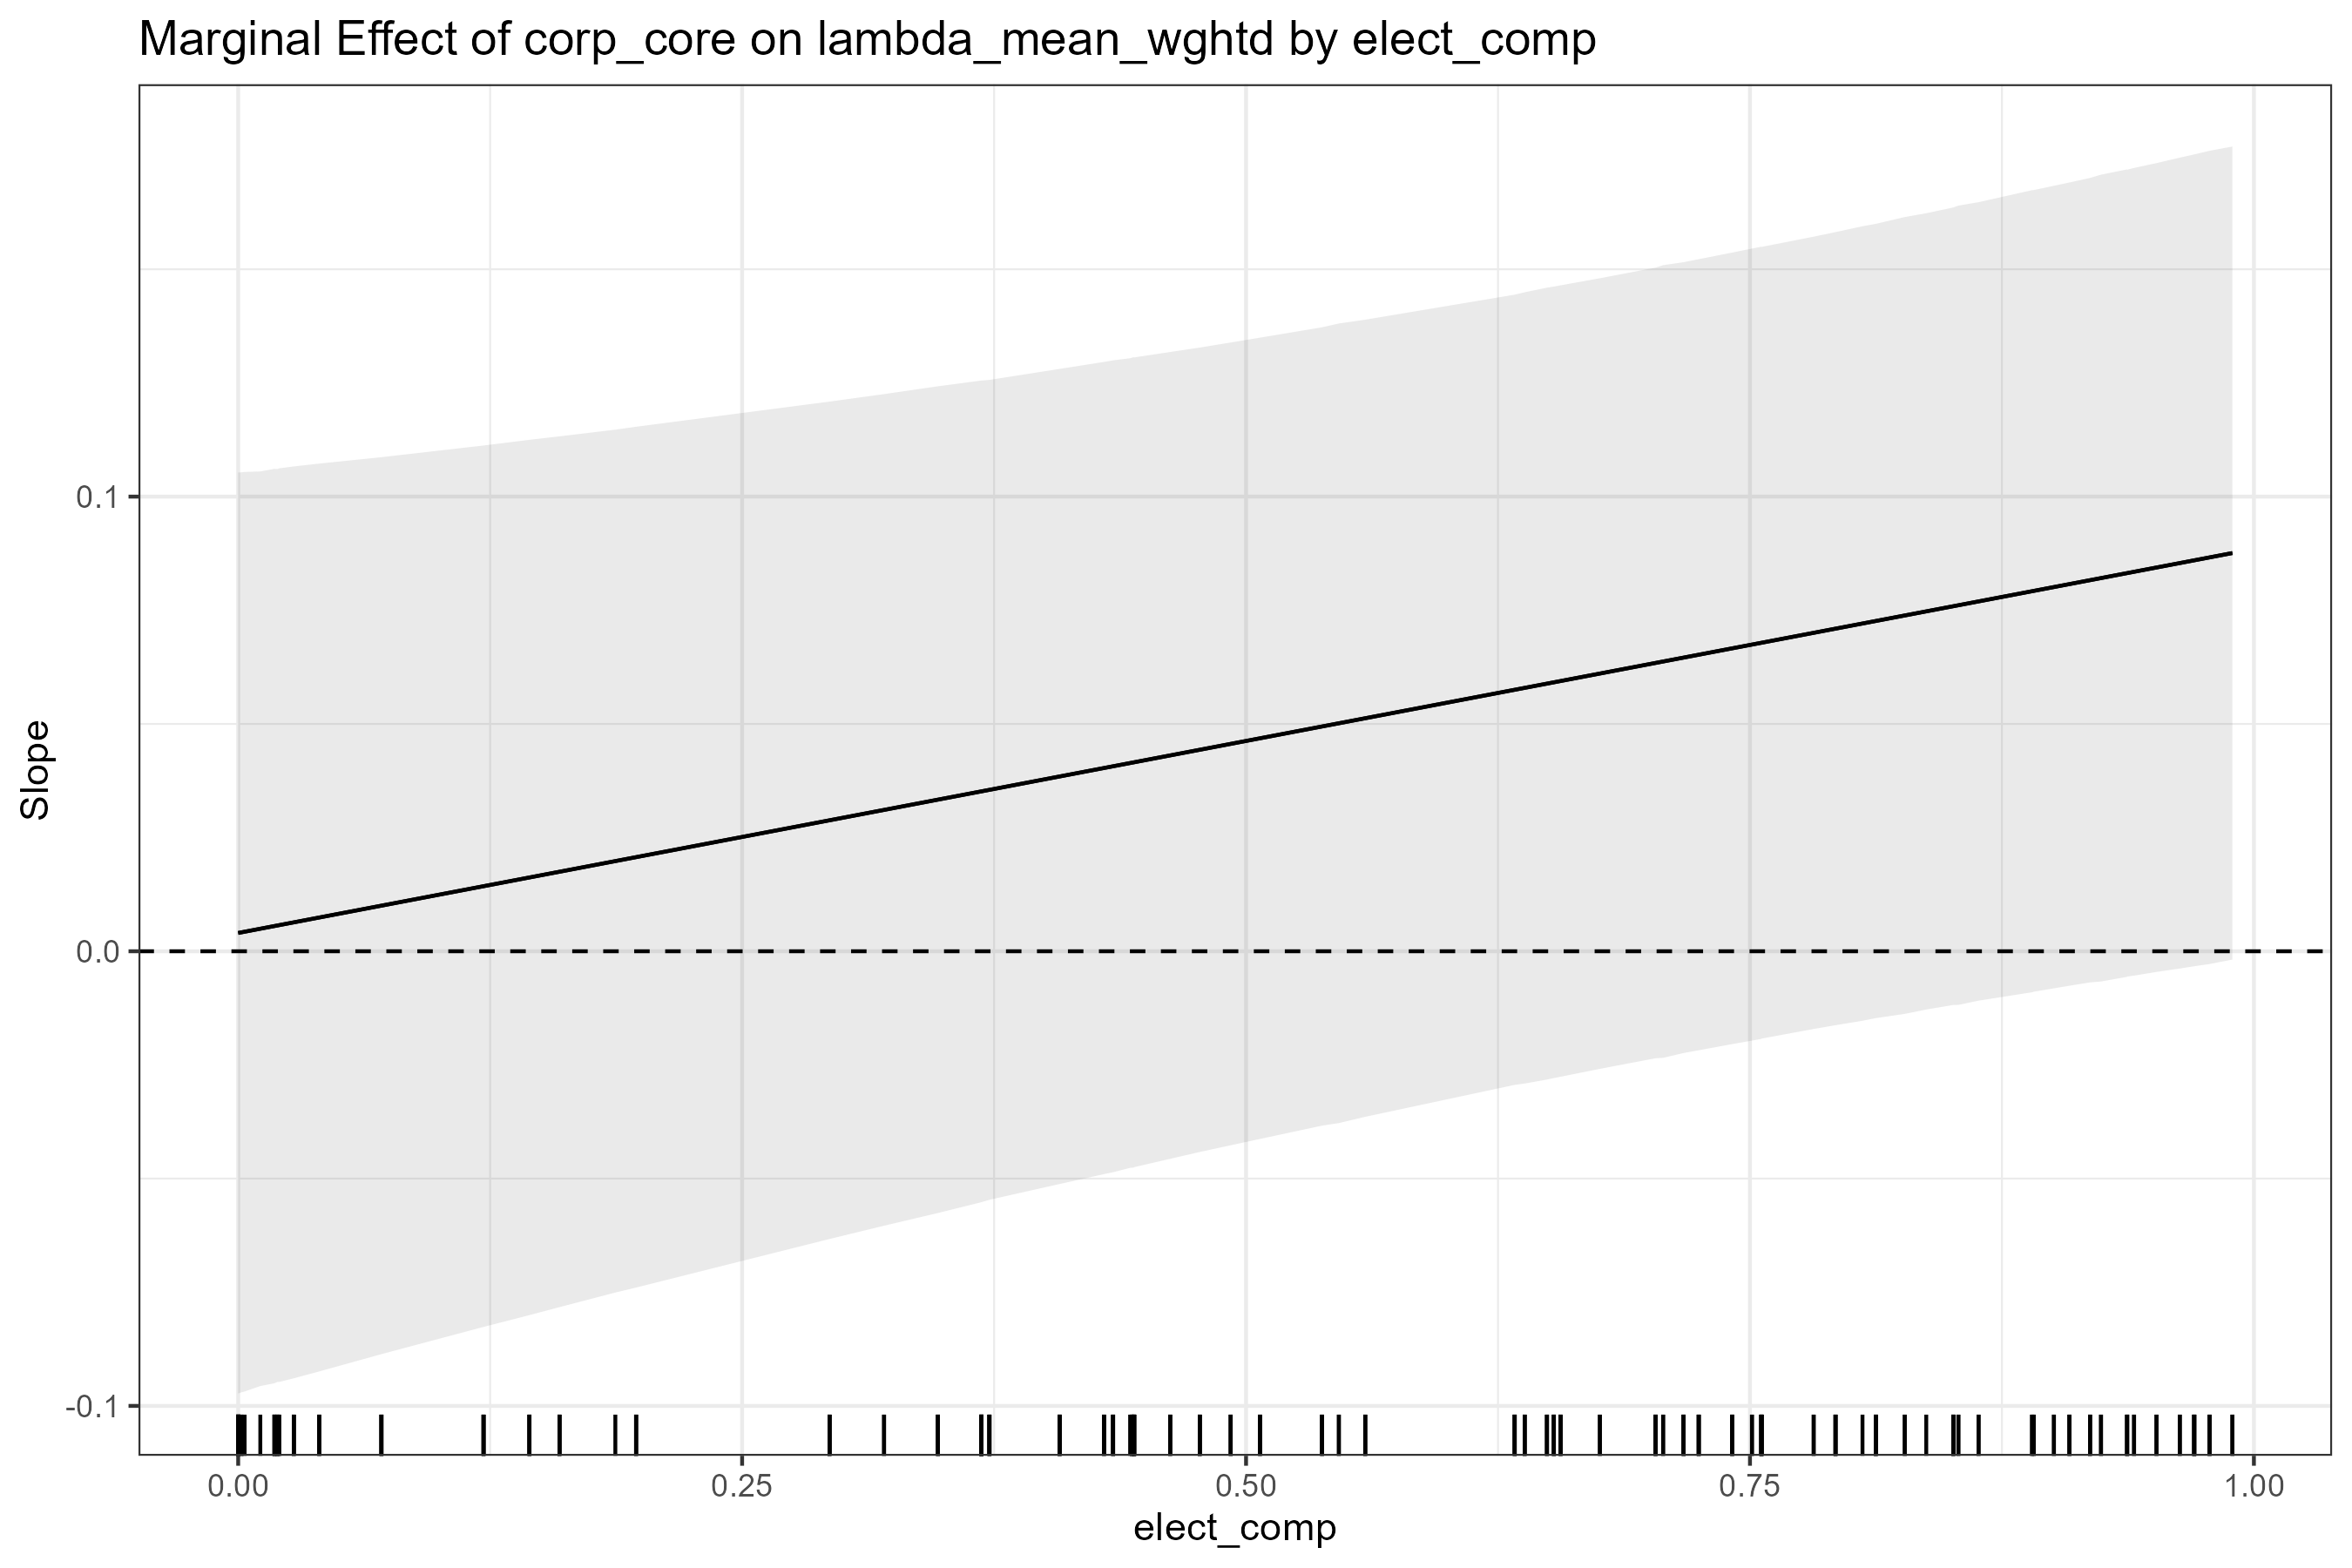 Marginal Effect of corp_core on lambda_mean_wghtd by elect_comp
Slope
0.1
0.0
-0.1
0.00 0.25 0.50 0.75 1.00
elect_comp